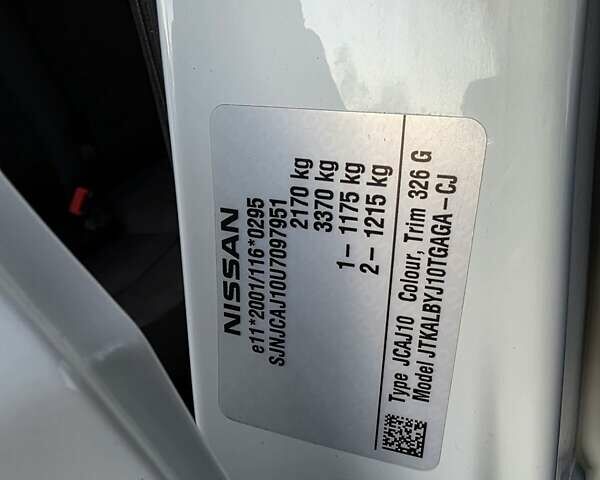 NISSAN
e11*2001/116*0295
SJNJCAJ10U7097951
2170 kg
3370 kg
1- 1175 kg
2- 1215 kg
Type JCAJ10 Colour, Trim 326 G
Model JTKALBYJ10TGAGA-CJ